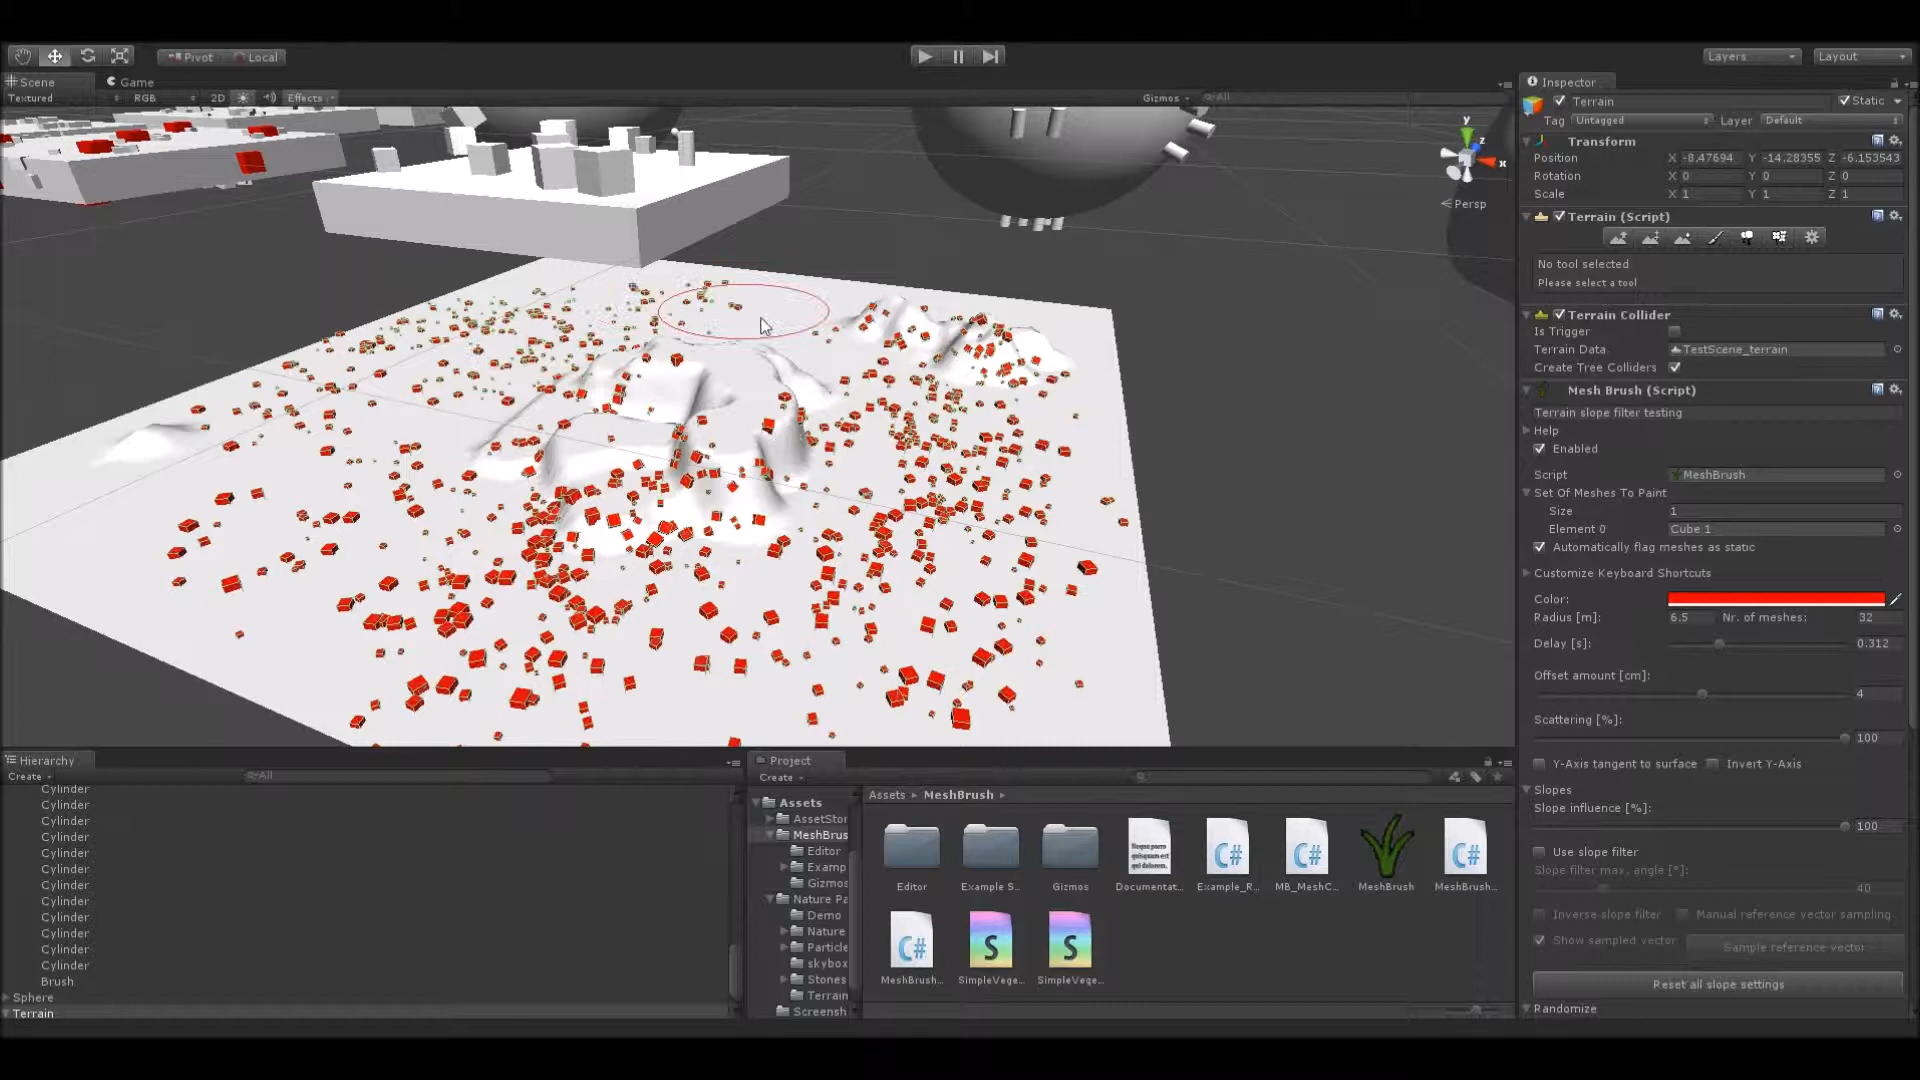 Pivot Local
Layers Layout
Scene Game
Textured RGB 2D Effects Gizmos All
y
z
x
Persp
Inspector
Terrain Static
Tag Untagged Layer Default
Transform
Position X -8.47694 Y -14.28355 Z -6.153543
Rotation X 0 Y 0 Z 0
Scale X 1 Y 1 Z 1
Terrain (Script)
No tool selected
Please select a tool
Terrain Collider
Is Trigger
Terrain Data TestScene_terrain
Create Tree Colliders
Mesh Brush (Script)
Terrain slope filter testing
Help
Enabled
Script MeshBrush
Set Of Meshes To Paint
Size 1
Element 0 Cube 1
Automatically flag meshes as static
Customize Keyboard Shortcuts
Color:
Radius [m]: 6.5 Nr. of meshes: 32
Delay [s]: 0.312
Offset amount [cm]:
4
Scattering [%]:
100
Y-Axis tangent to surface Invert Y-Axis
Slopes
Slope influence [%]:
100
Use slope filter
Slope filter max. angle [°]:
40
Inverse slope filter Manual reference vector sampling
Show sampled vector Sample reference vector
Reset all slope settings
Randomize
Hierarchy
Create All
Cylinder
Cylinder
Cylinder
Cylinder
Cylinder
Cylinder
Cylinder
Cylinder
Cylinder
Cylinder
Cylinder
Cylinder
Brush
Sphere
Terrain
Project
Create
Assets
AssetStor
MeshBrus
Editor
Examp
Gizmos
Nature Pa
Demo
Nature
Particle
skybox
Stones
Terrain
Screensh
Assets MeshBrush
Editor Example S... Gizmos Documentat... Example_R... MB_MeshC... MeshBrush MeshBrush...
MeshBrush... SimpleVege... SimpleVege...